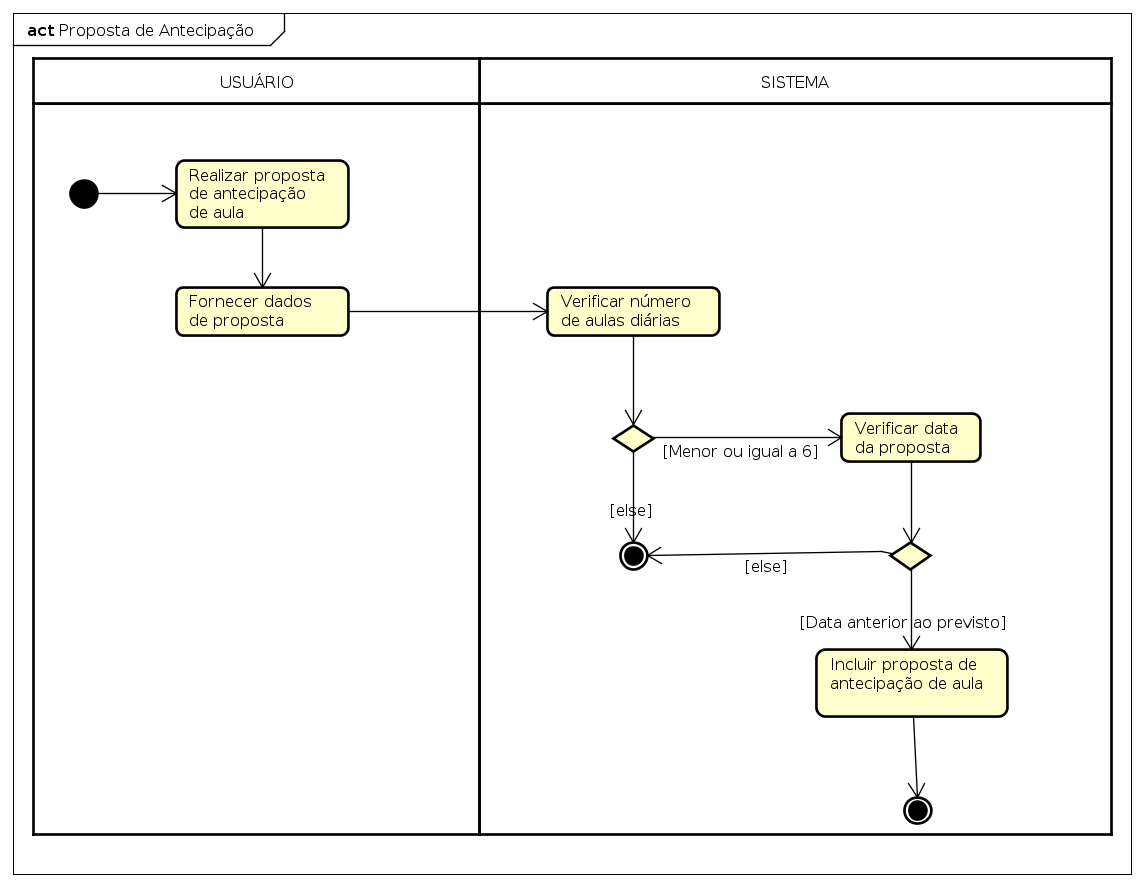 act Proposta de Antecipação
USUÁRIO
SISTEMA
Realizar proposta
de antecipação
de aula
Fornecer dados
de proposta
Verificar número
de aulas diárias
[Menor ou igual a 6]
Verificar data
da proposta
[else]
[else]
[Data anterior ao previsto]
Incluir proposta de
antecipação de aula